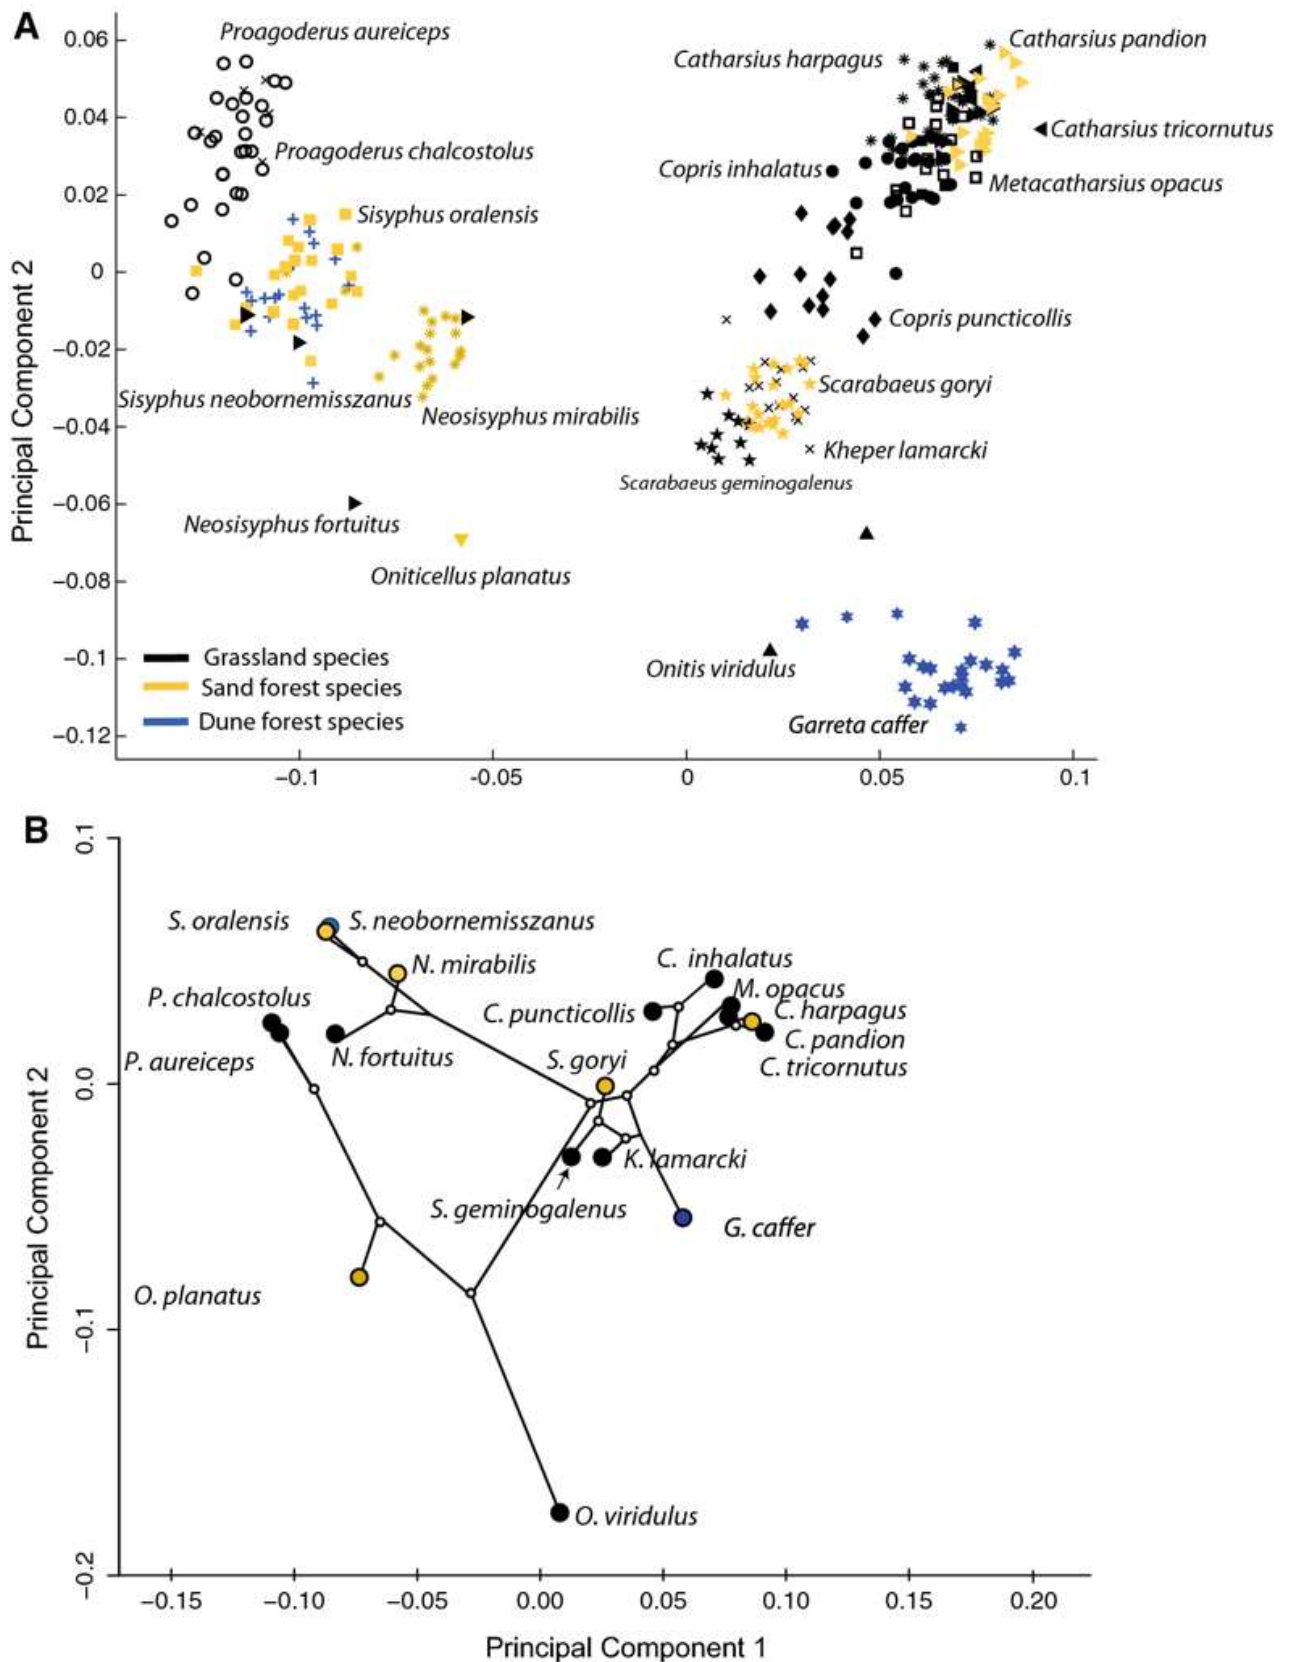 A
Principal Component 2
0.06
0.04
0.02
0
−0.02
−0.04
−0.06
−0.08
−0.1
−0.12
Proagoderus aureiceps
Catharsius harpagus
Catharsius pandion
Catharsius tricornutus
Proagoderus chalcostolus
Copris inhalatus
Metacatharsius opacus
Sisyphus oralensis
Copris puncticollis
Sisyphus neobornemisszanus
Neosisyphus mirabilis
Scarabaeus goryi
Kheper lamarcki
Scarabaeus geminogalenus
Neosisyphus fortuitus
Oniticellus planatus
Grassland species
Sand forest species
Dune forest species
Onitis viridulus
Garreta caffer
−0.1
-0.05
0
0.05
0.1
B
Principal Component 2
0.1
0.0
−0.1
−0.2
S. oralensis
S. neobornemisszanus
N. mirabilis
C. inhalatus
P. chalcostolus
M. opacus
C. puncticollis
C. harpagus
P. aureiceps
N. fortuitus
S. goryi
C. pandion
C. tricornutus
K. lamarcki
S. geminogalenus
G. caffer
O. planatus
O. viridulus
−0.15
−0.10
−0.05
0.00
0.05
0.10
0.15
0.20
Principal Component 1